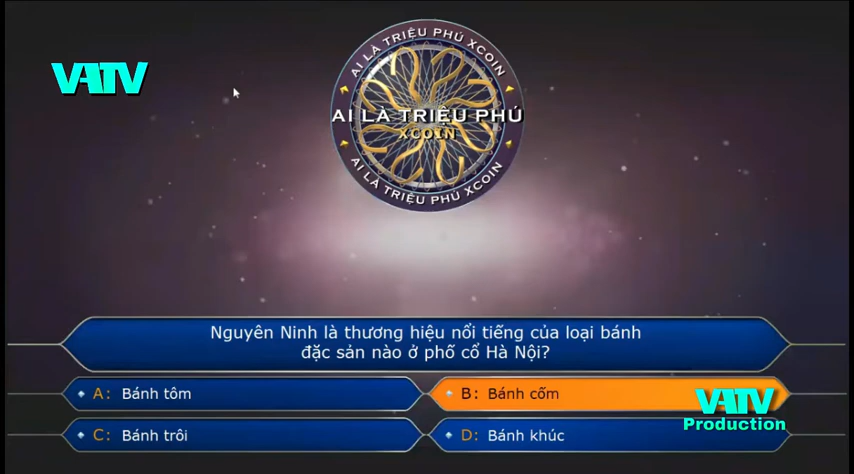 VATV
AI LÀ TRIỆU PHÚ XCOIN
AI LÀ TRIỆU PHÚ
XCOIN
AI LÀ TRIỆU PHÚ XCOIN
Nguyên Ninh là thương hiệu nổi tiếng của loại bánh
đặc sản nào ở phố cổ Hà Nội?
A: Bánh tôm
B: Bánh cốm
C: Bánh trôi
D: Bánh khúc
VATV
Production